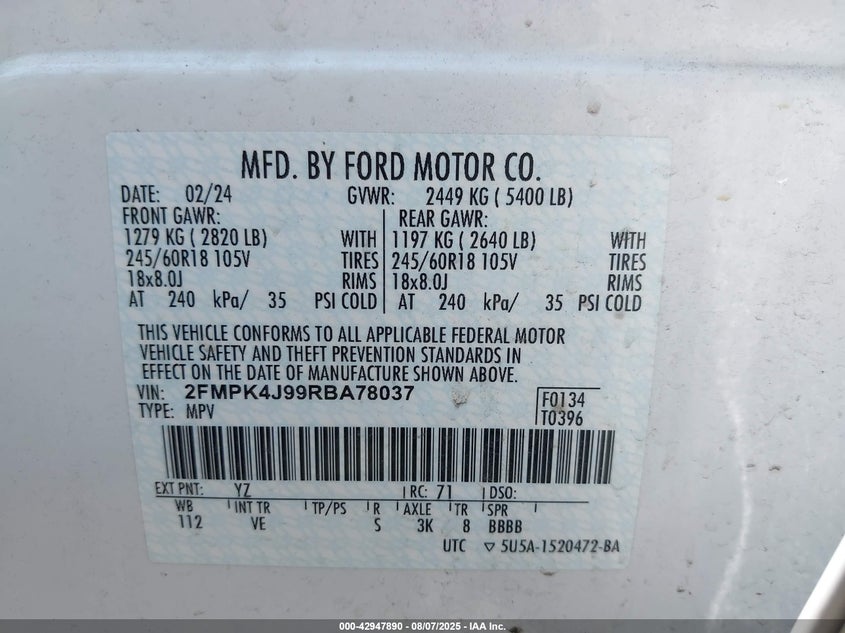 MFD. BY FORD MOTOR CO.
DATE: 02/24 GVWR: 2449 KG ( 5400 LB)
FRONT GAWR: REAR GAWR:
1279 KG ( 2820 LB) WITH 1197 KG ( 2640 LB) WITH
245/60R18 105V TIRES 245/60R18 105V TIRES
18x8.0J RIMS 18x8.0J RIMS
AT 240 kPa/ 35 PSI COLD AT 240 kPa/ 35 PSI COLD
THIS VEHICLE CONFORMS TO ALL APPLICABLE FEDERAL MOTOR
VEHICLE SAFETY AND THEFT PREVENTION STANDARDS IN
EFFECT ON THE DATE OF MANUFACTURE SHOWN ABOVE.
VIN: 2FMPK4J99RBA78037 F0134
TYPE: MPV T0396
EXT PNT: YZ RC: 71 DSO:
WB INT TR TP/PS R AXLE TR SPR
112 VE S 3K 8 BBBB
UTC ▽ 5U5A-1520472-BA
000-42947890 - 08/07/2025 - IAA Inc.